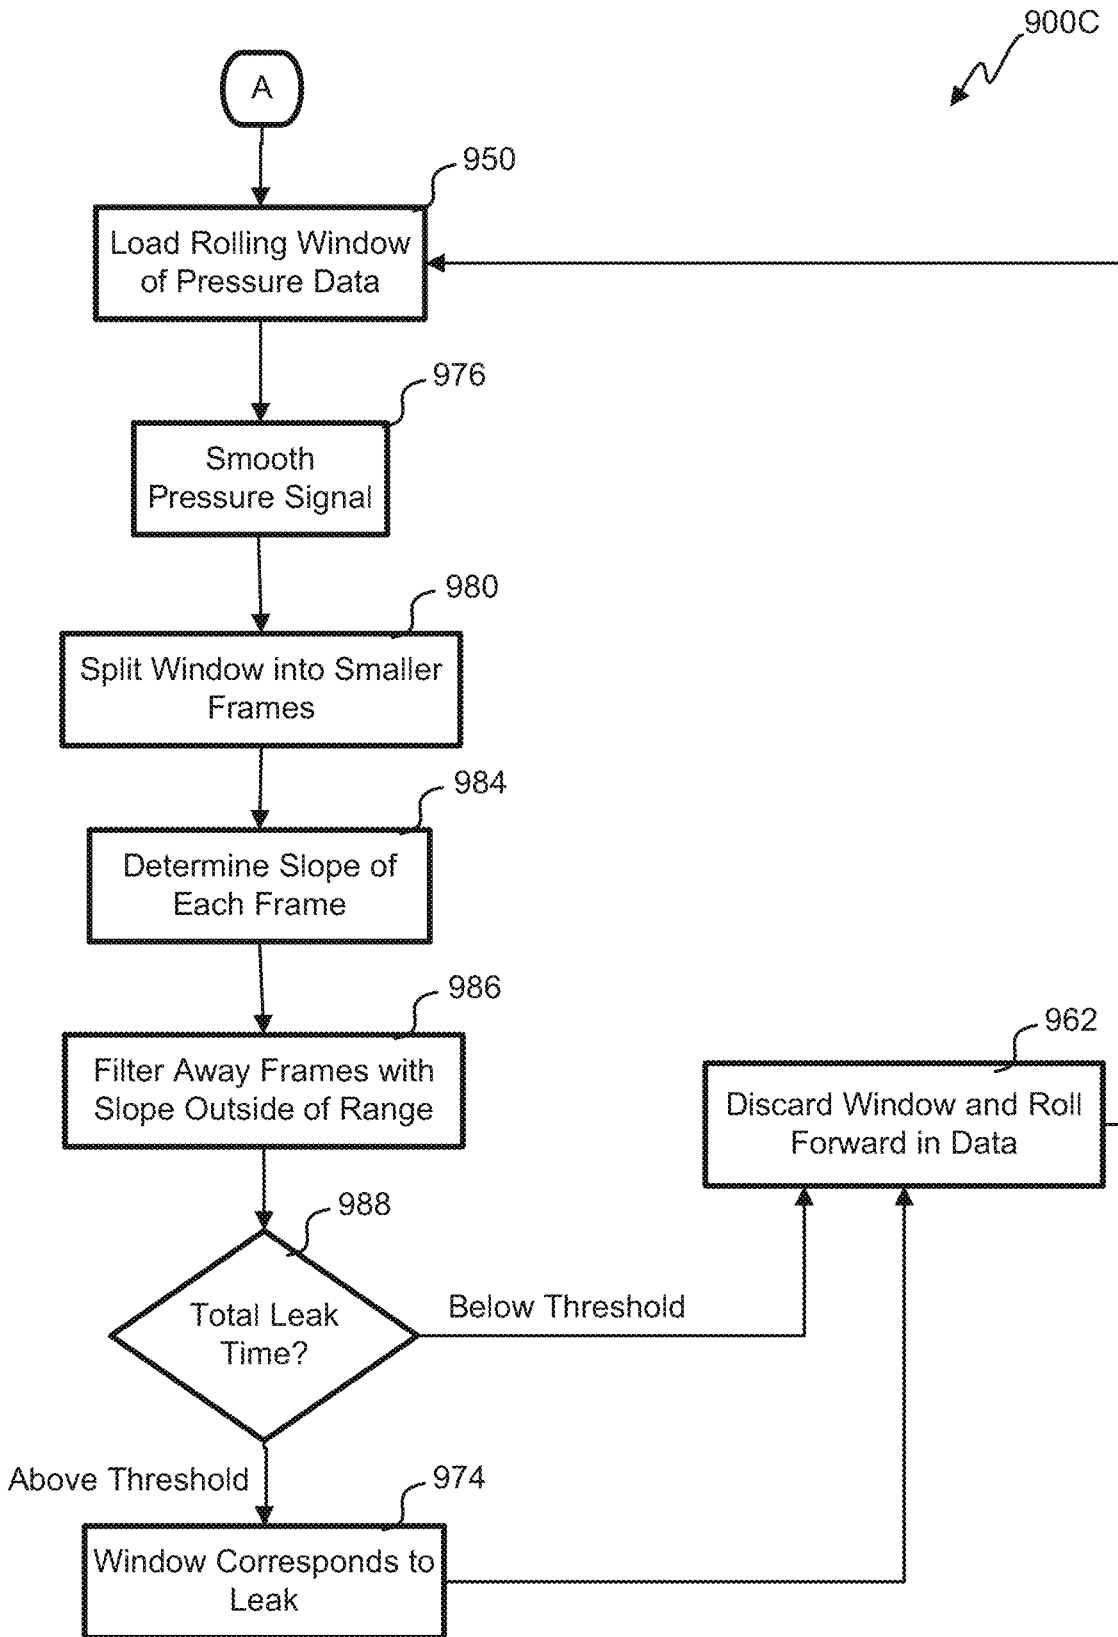 900C
A
950
Load Rolling Window
of Pressure Data
976
Smooth
Pressure Signal
980
Split Window into Smaller
Frames
984
Determine Slope of
Each Frame
986
Filter Away Frames with
Slope Outside of Range
962
Discard Window and Roll
Forward in Data
988
Total Leak
Time?
Below Threshold
Above Threshold
974
Window Corresponds to
Leak